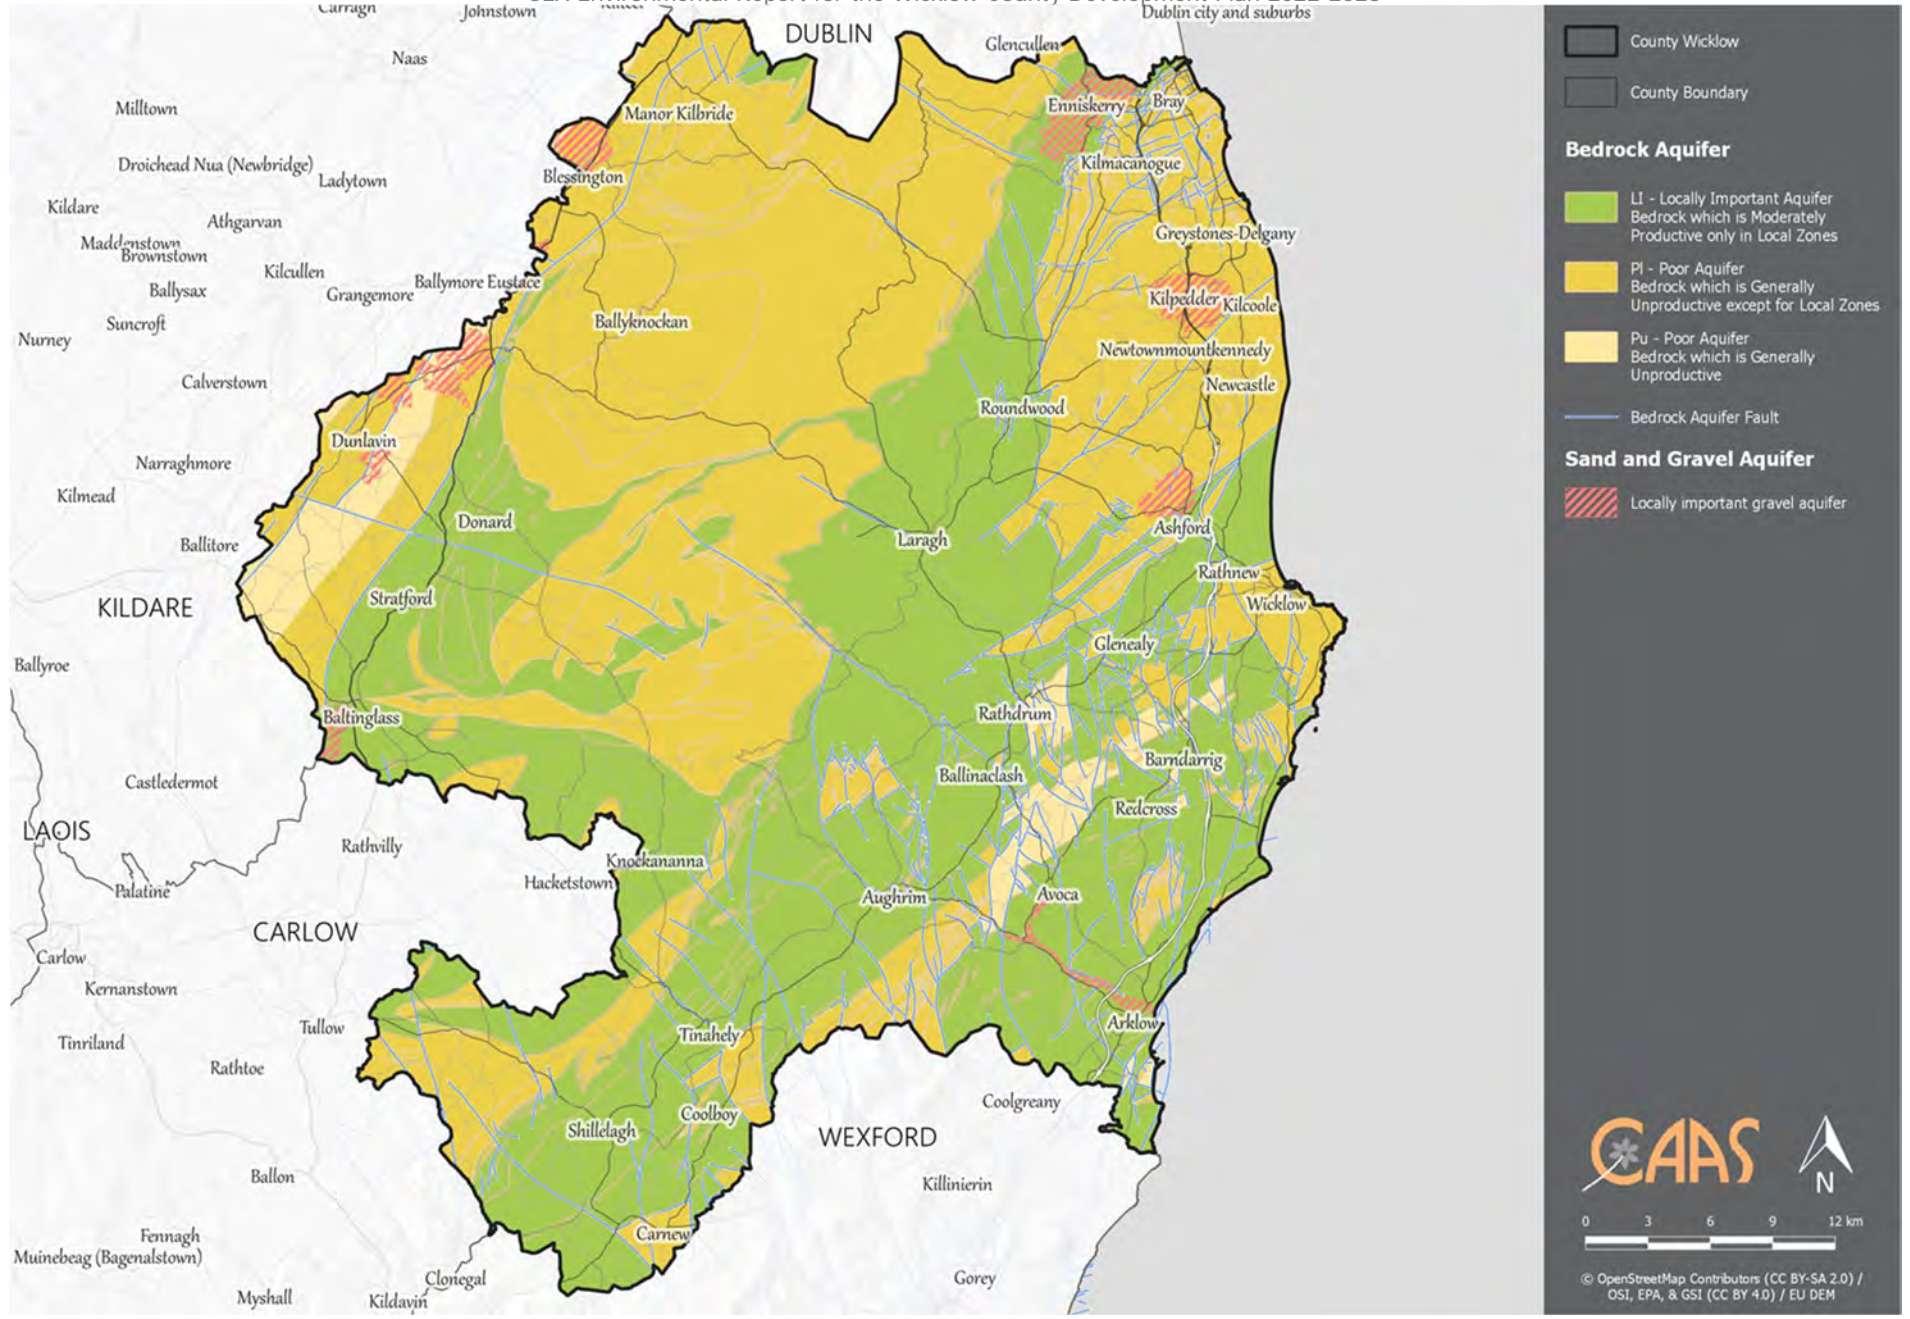 SEA Environmental Report for the Wicklow County Development Plan 2022-2028
Carragh
Johnstown
Dublin city and suburbs
DUBLIN
Glencullen
Naas
Milltown
Manor Kilbride
Enniskerry
Bray
Droichead Nua (Newbridge)
Ladytown
Blessington
Kilmacanogue
Kildare
Athgarvan
Maddenstown
Brownstown
Greystones-Delgany
Kilcullen
Ballymore Eustace
Ballysax
Grangemore
Kilpedder
Kilcoole
Suncroft
Ballyknockan
Nurney
Newtownmountkennedy
Calverstown
Newcastle
Roundwood
Dunlavin
Narraghmore
Kilmead
Donard
Ashford
Ballitore
Laragh
Rathnew
Stratford
Wicklow
KILDARE
Glenealy
Ballyroe
Baltinglass
Rathdrum
Barndarrig
Castledermot
Ballinaclash
Redcross
LAOIS
Rathvilly
Knockananna
Hacketstown
Palatine
Aughrim
Avoca
CARLOW
Carlow
Kernanstown
Tullow
Tinahely
Arklow
Tinriland
Rathtoe
Coolgreany
Coolboy
Shillelagh
WEXFORD
Ballon
Killinierin
Fennagh
Carnew
Muinebeag (Bagenalstown)
Clonegal
Gorey
Myshall
Kildavin
County Wicklow
County Boundary
Bedrock Aquifer
LI - Locally Important Aquifer
Bedrock which is Moderately
Productive only in Local Zones
Pl - Poor Aquifer
Bedrock which is Generally
Unproductive except for Local Zones
Pu - Poor Aquifer
Bedrock which is Generally
Unproductive
Bedrock Aquifer Fault
Sand and Gravel Aquifer
Locally important gravel aquifer
CAAS
N
0 3 6 9 12 km
© OpenStreetMap Contributors (CC BY-SA 2.0) /
OSI, EPA, & GSI (CC BY 4.0) / EU DEM